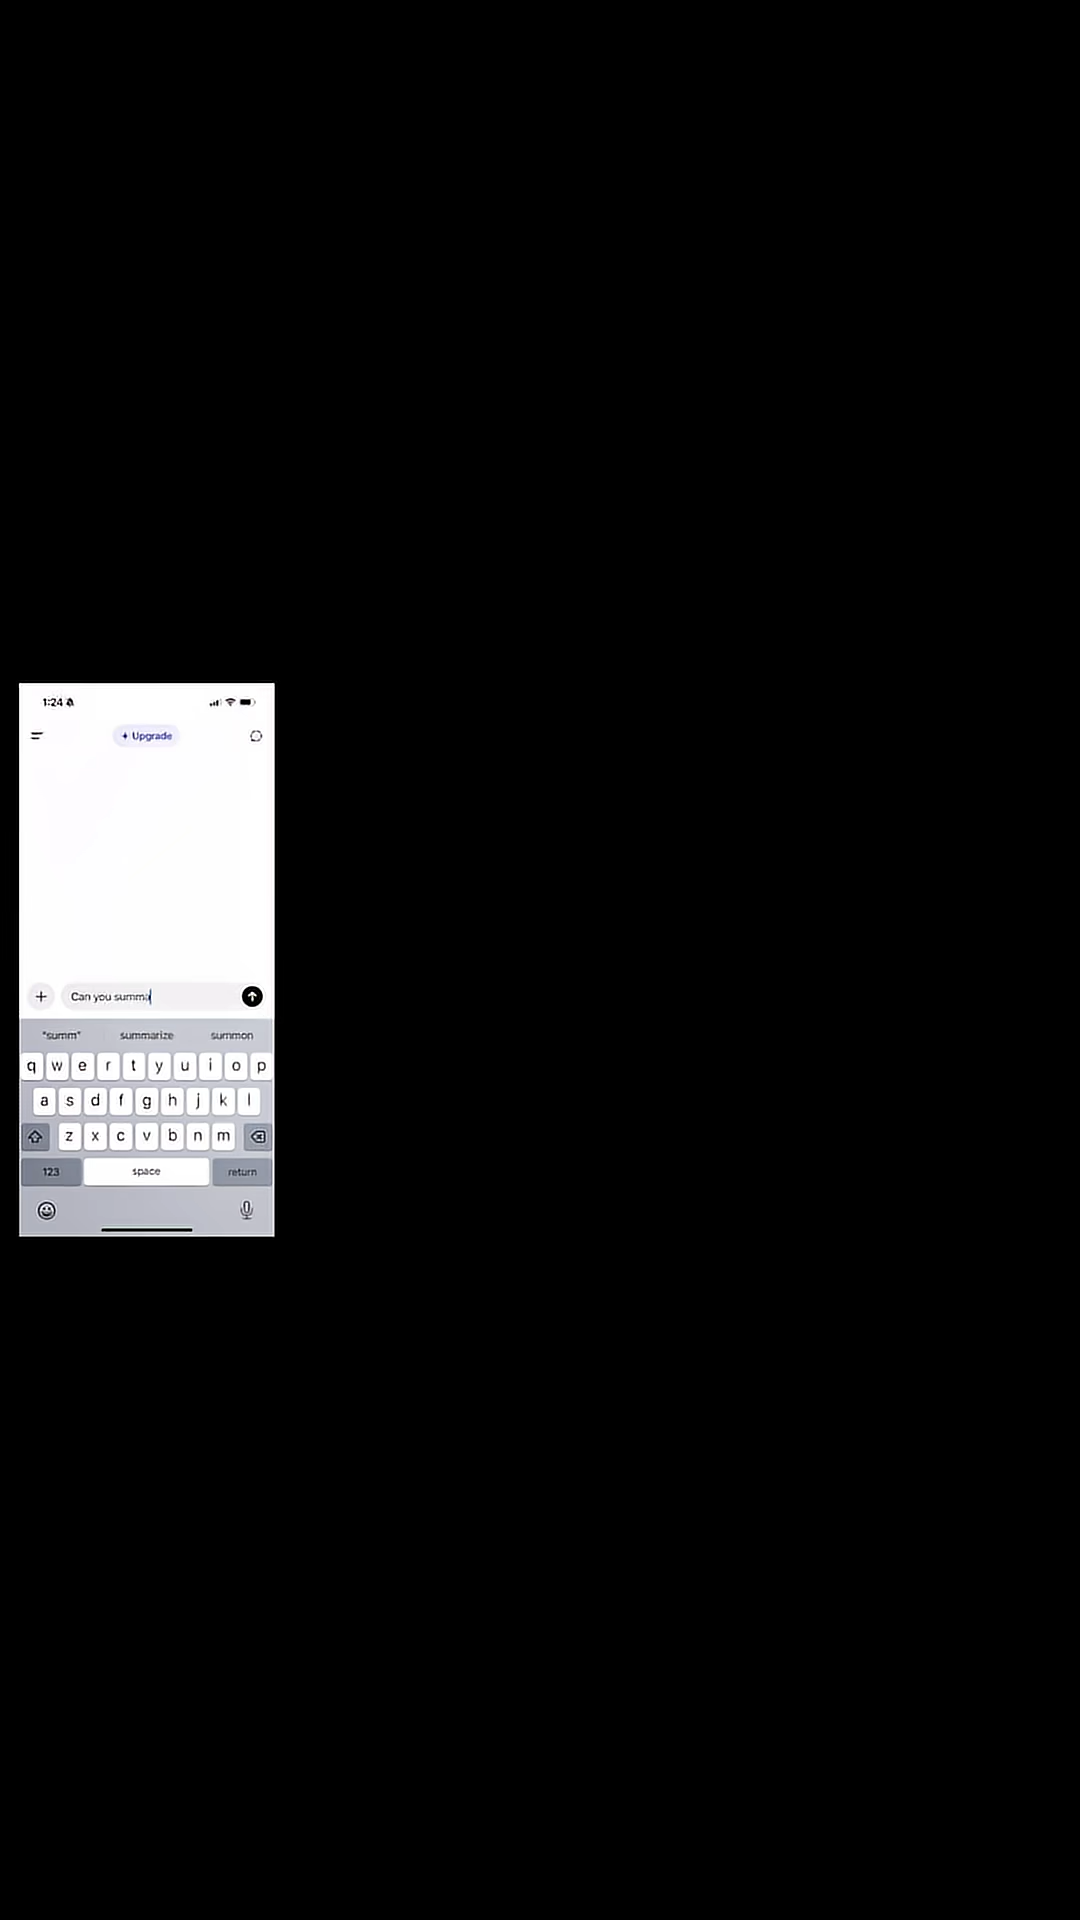 1:24
Upgrade
Can you summa
"summ" summarize summon
q w e r t y u i o p
a s d f g h j k l
z x c v b n m
123 space return